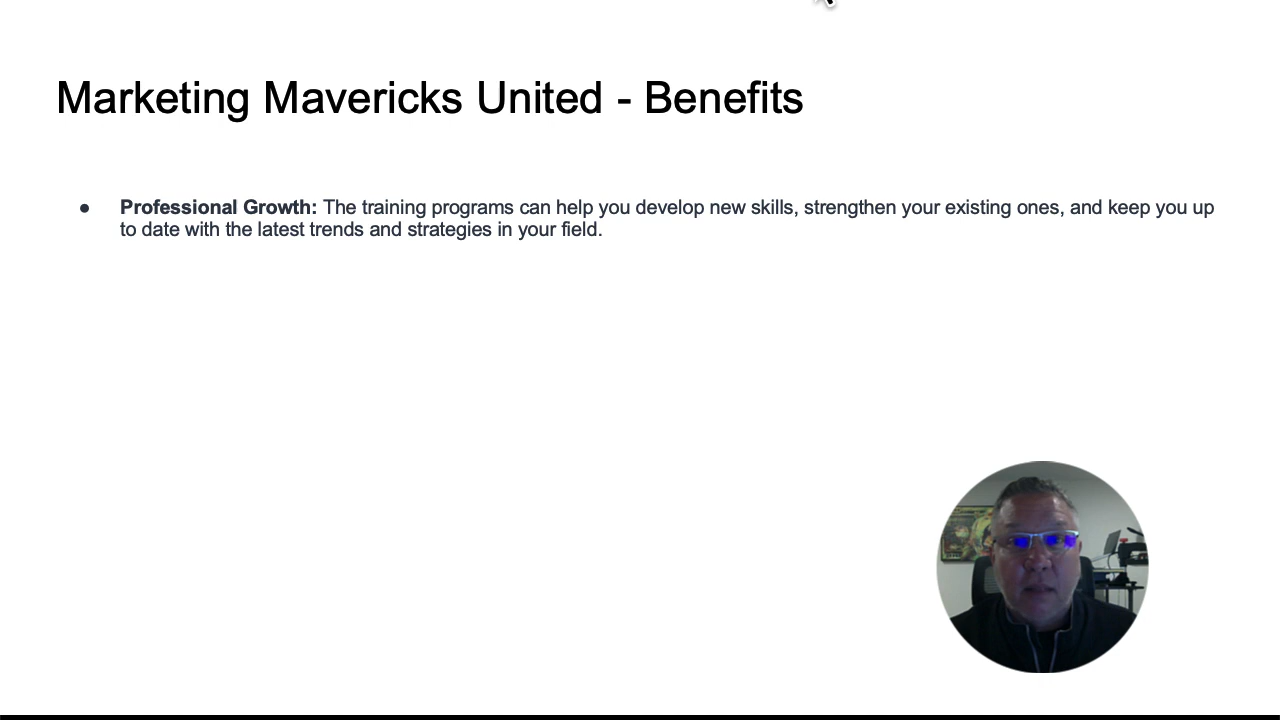 Marketing Mavericks United - Benefits
● Professional Growth: The training programs can help you develop new skills, strengthen your existing ones, and keep you up
to date with the latest trends and strategies in your field.